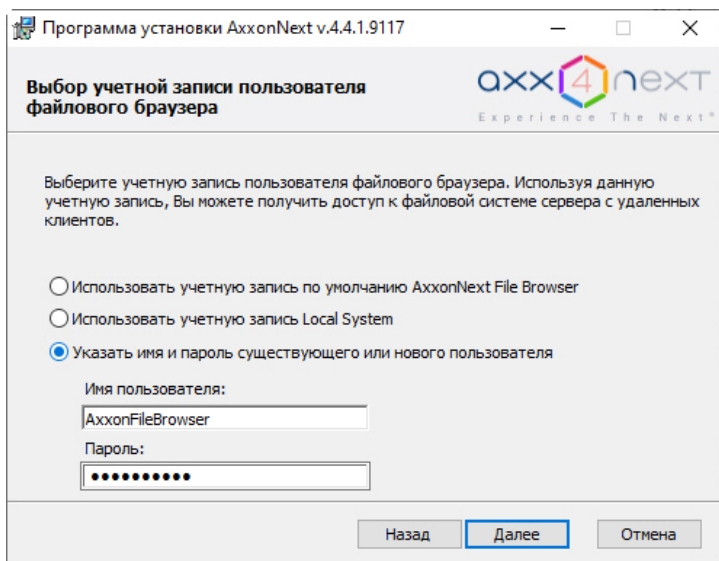 Программа установки AxxonNext v.4.4.1.9117
Выбор учетной записи пользователя
файлового браузера
axx4next
Experience The Next®
Выберите учетную запись пользователя файлового браузера. Используя данную
учетную запись, Вы можете получить доступ к файловой системе сервера с удаленных
клиентов.
Использовать учетную запись по умолчанию AxxonNext File Browser
Использовать учетную запись Local System
Указать имя и пароль существующего или нового пользователя
Имя пользователя:
AxxonFileBrowser
Пароль:
••••••••••
Назад Далее Отмена